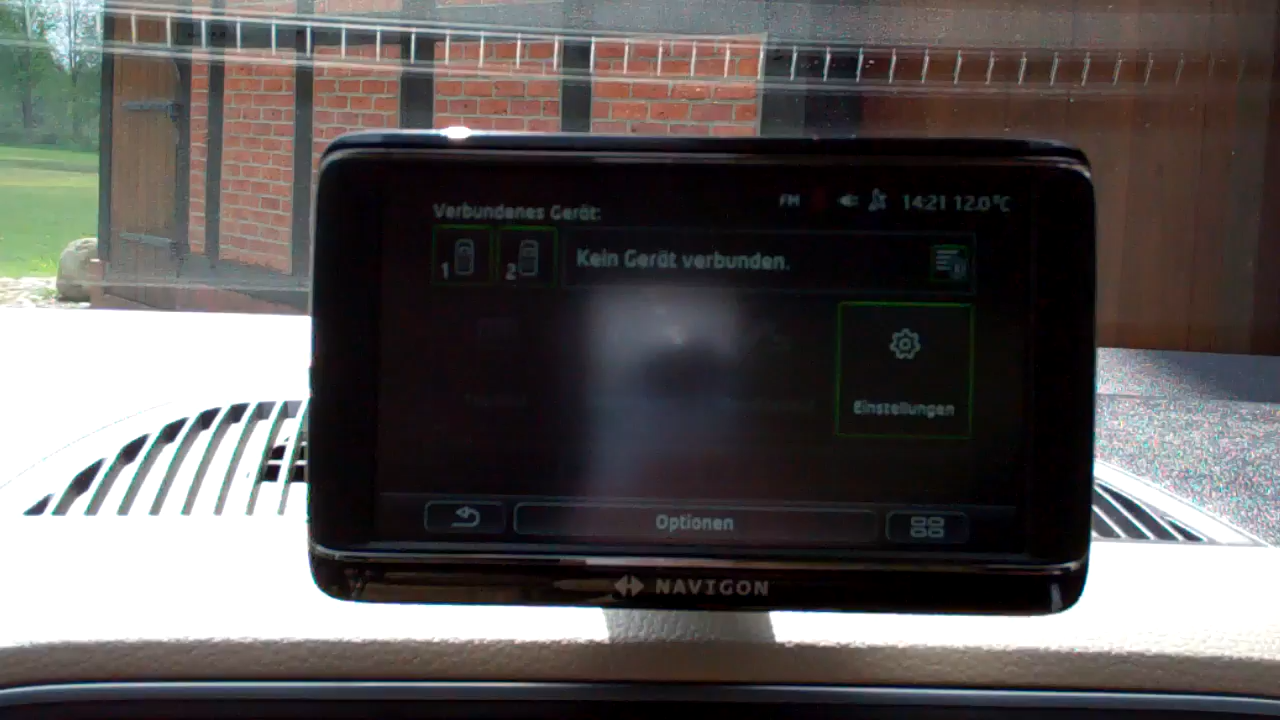 FM 14:21 12.0°C
Verbundenes Gerät:
1 2 Kein Gerät verbunden.
Einstellungen
Optionen
NAVIGON